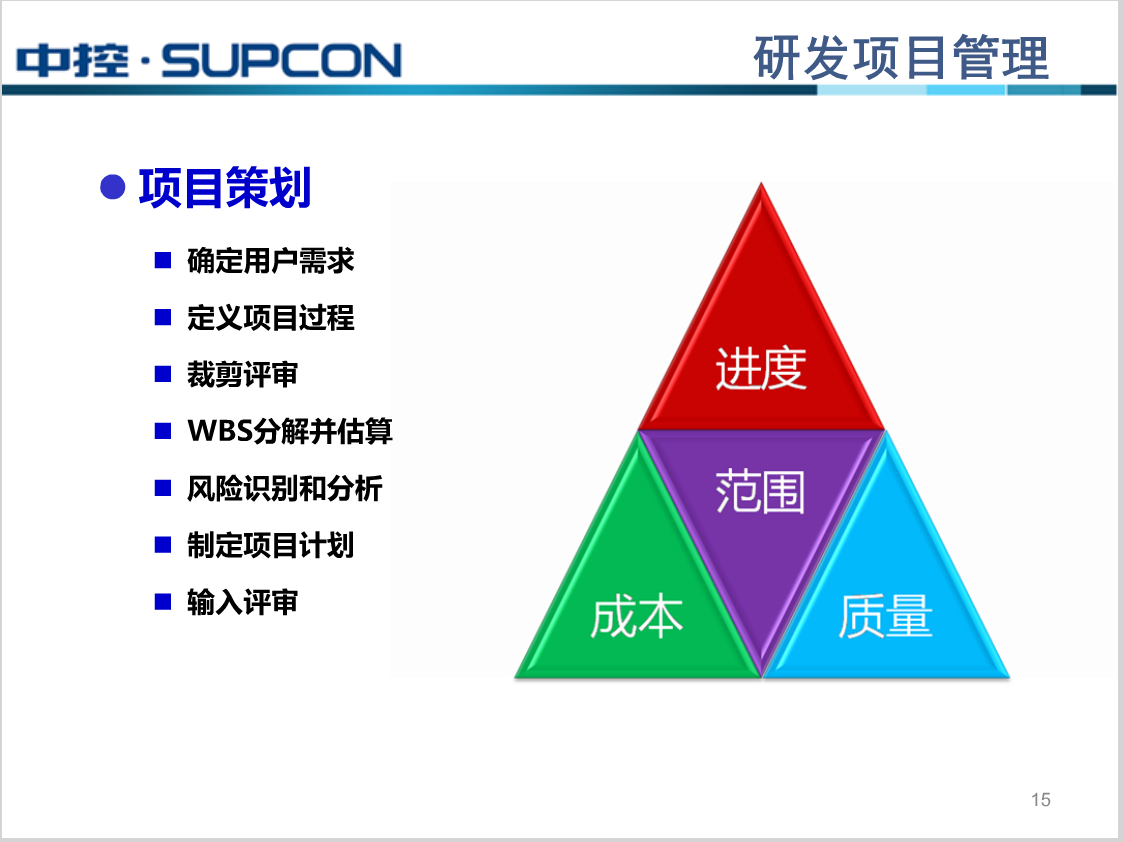 中控·SUPCON
研发项目管理
项目策划
确定用户需求
定义项目过程
裁剪评审
WBS分解并估算
风险识别和分析
制定项目计划
输入评审
进度
范围
成本
质量
15